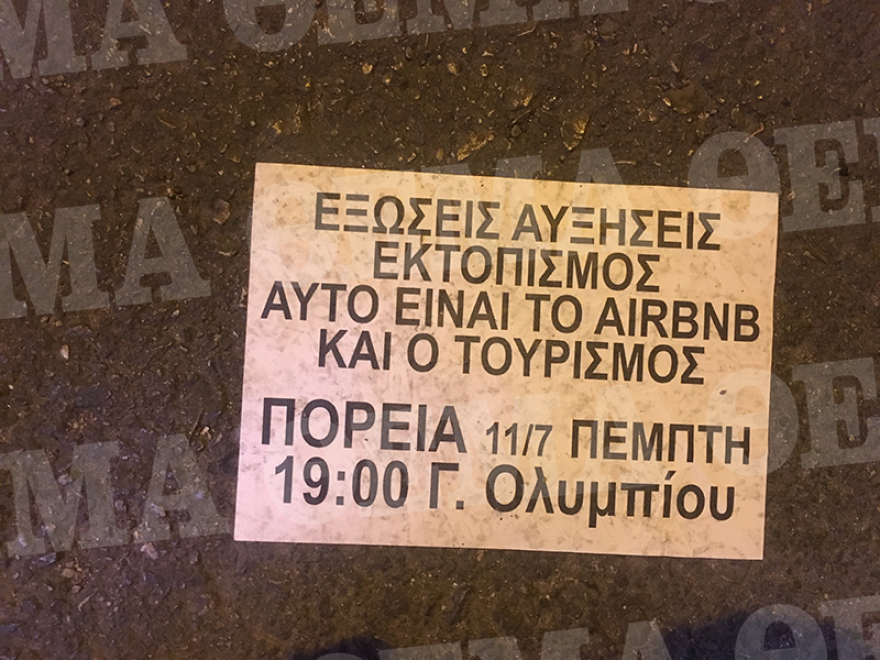 ΕΞΩΣΕΙΣ ΑΥΞΗΣΕΙΣ
ΕΚΤΟΠΙΣΜΟΣ
ΑΥΤΟ ΕΙΝΑΙ ΤΟ AIRBNB
ΚΑΙ Ο ΤΟΥΡΙΣΜΟΣ
ΠΟΡΕΙΑ 11/7 ΠΕΜΠΤΗ
19:00 Γ. Ολυμπίου